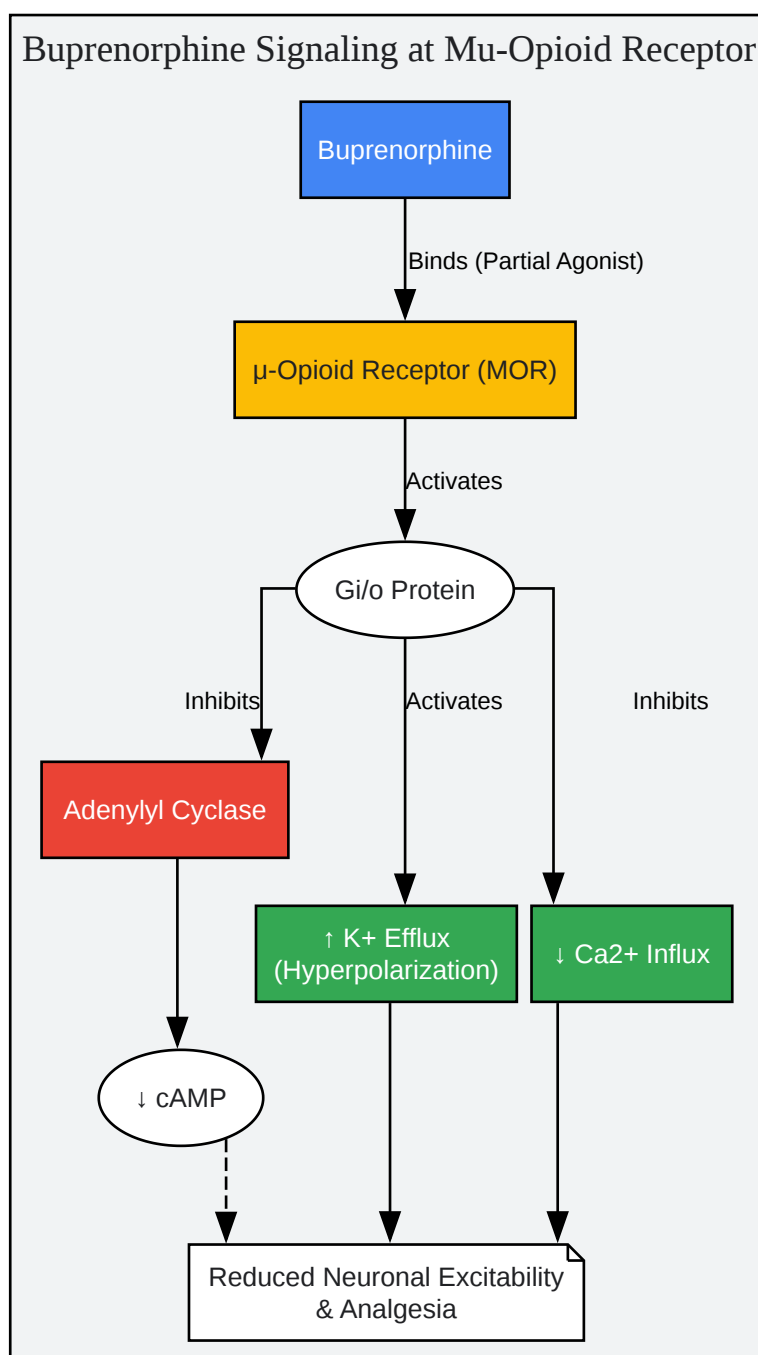 Buprenorphine Signaling at Mu-Opioid Receptor
Buprenorphine
Binds (Partial Agonist)
μ-Opioid Receptor (MOR)
Activates
Gi/o Protein
Inhibits
Activates
Inhibits
Adenylyl Cyclase
↑ K+ Efflux
(Hyperpolarization)
↓ Ca2+ Influx
↓ cAMP
Reduced Neuronal Excitability
& Analgesia